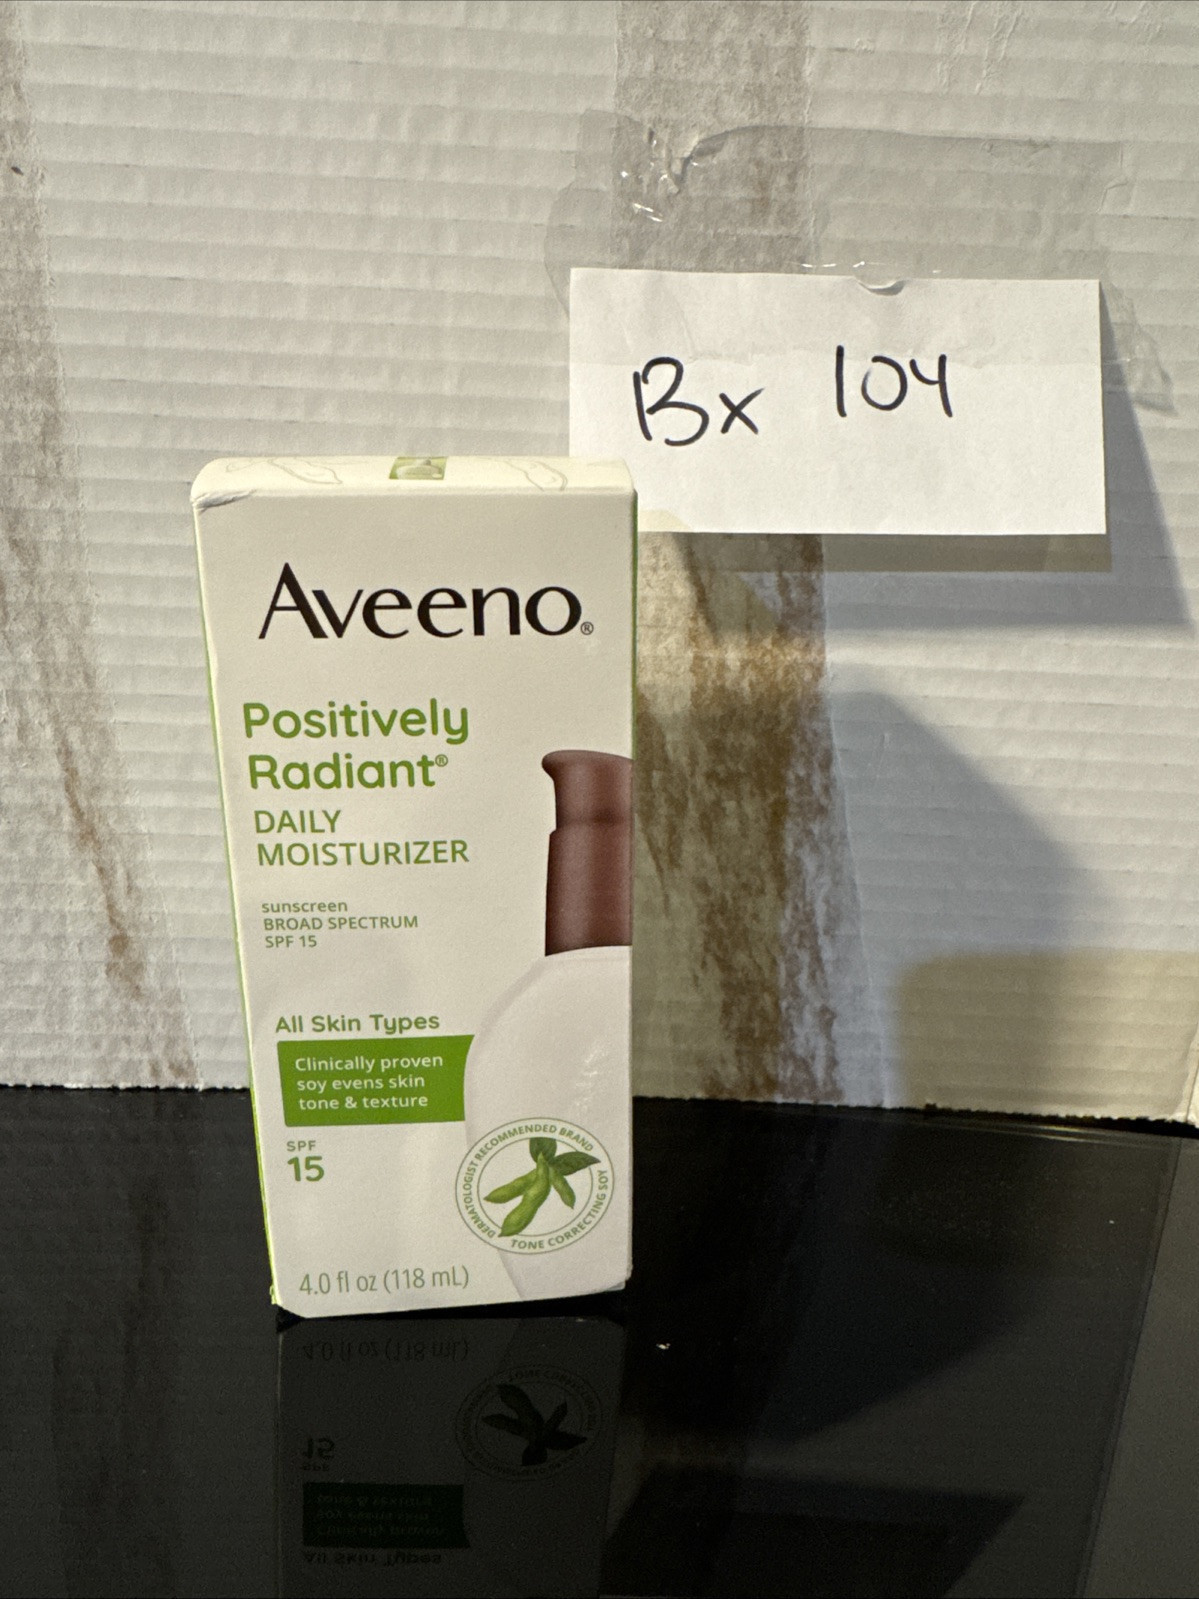 Bx 104
Aveeno®
Positively
Radiant®
DAILY
MOISTURIZER
sunscreen
BROAD SPECTRUM
SPF 15
All Skin Types
Clinically proven
soy evens skin
tone & texture
SPF
15
DERMATOLOGIST RECOMMENDED BRAND
TONE CORRECTING SOY
4.0 fl oz (118 mL)